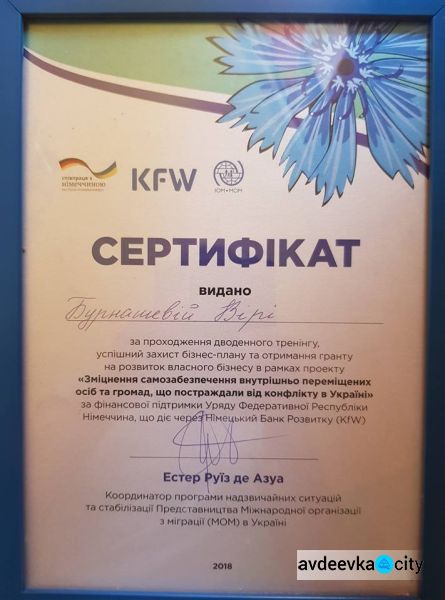 співпраця з
НІМЕЧЧИНОЮ
KFW
IOM • МОМ
СЕРТИФІКАТ
видано
Бурнашевій Вірі
за проходження дводенного тренінгу,
успішний захист бізнес-плану та отримання гранту
на розвиток власного бізнесу в рамках проекту
«Зміцнення самозабезпечення внутрішньо переміщених
осіб та громад, що постраждали від конфлікту в Україні»
за фінансової підтримки Уряду Федеративної Республіки
Німеччина, що діє через Німецький Банк Розвитку (KfW)
Естер Руїз де Азуа
Координатор програми надзвичайних ситуацій
та стабілізації Представництва Міжнародної організації
з міграції (МОМ) в Україні
2018
avdeevka.city